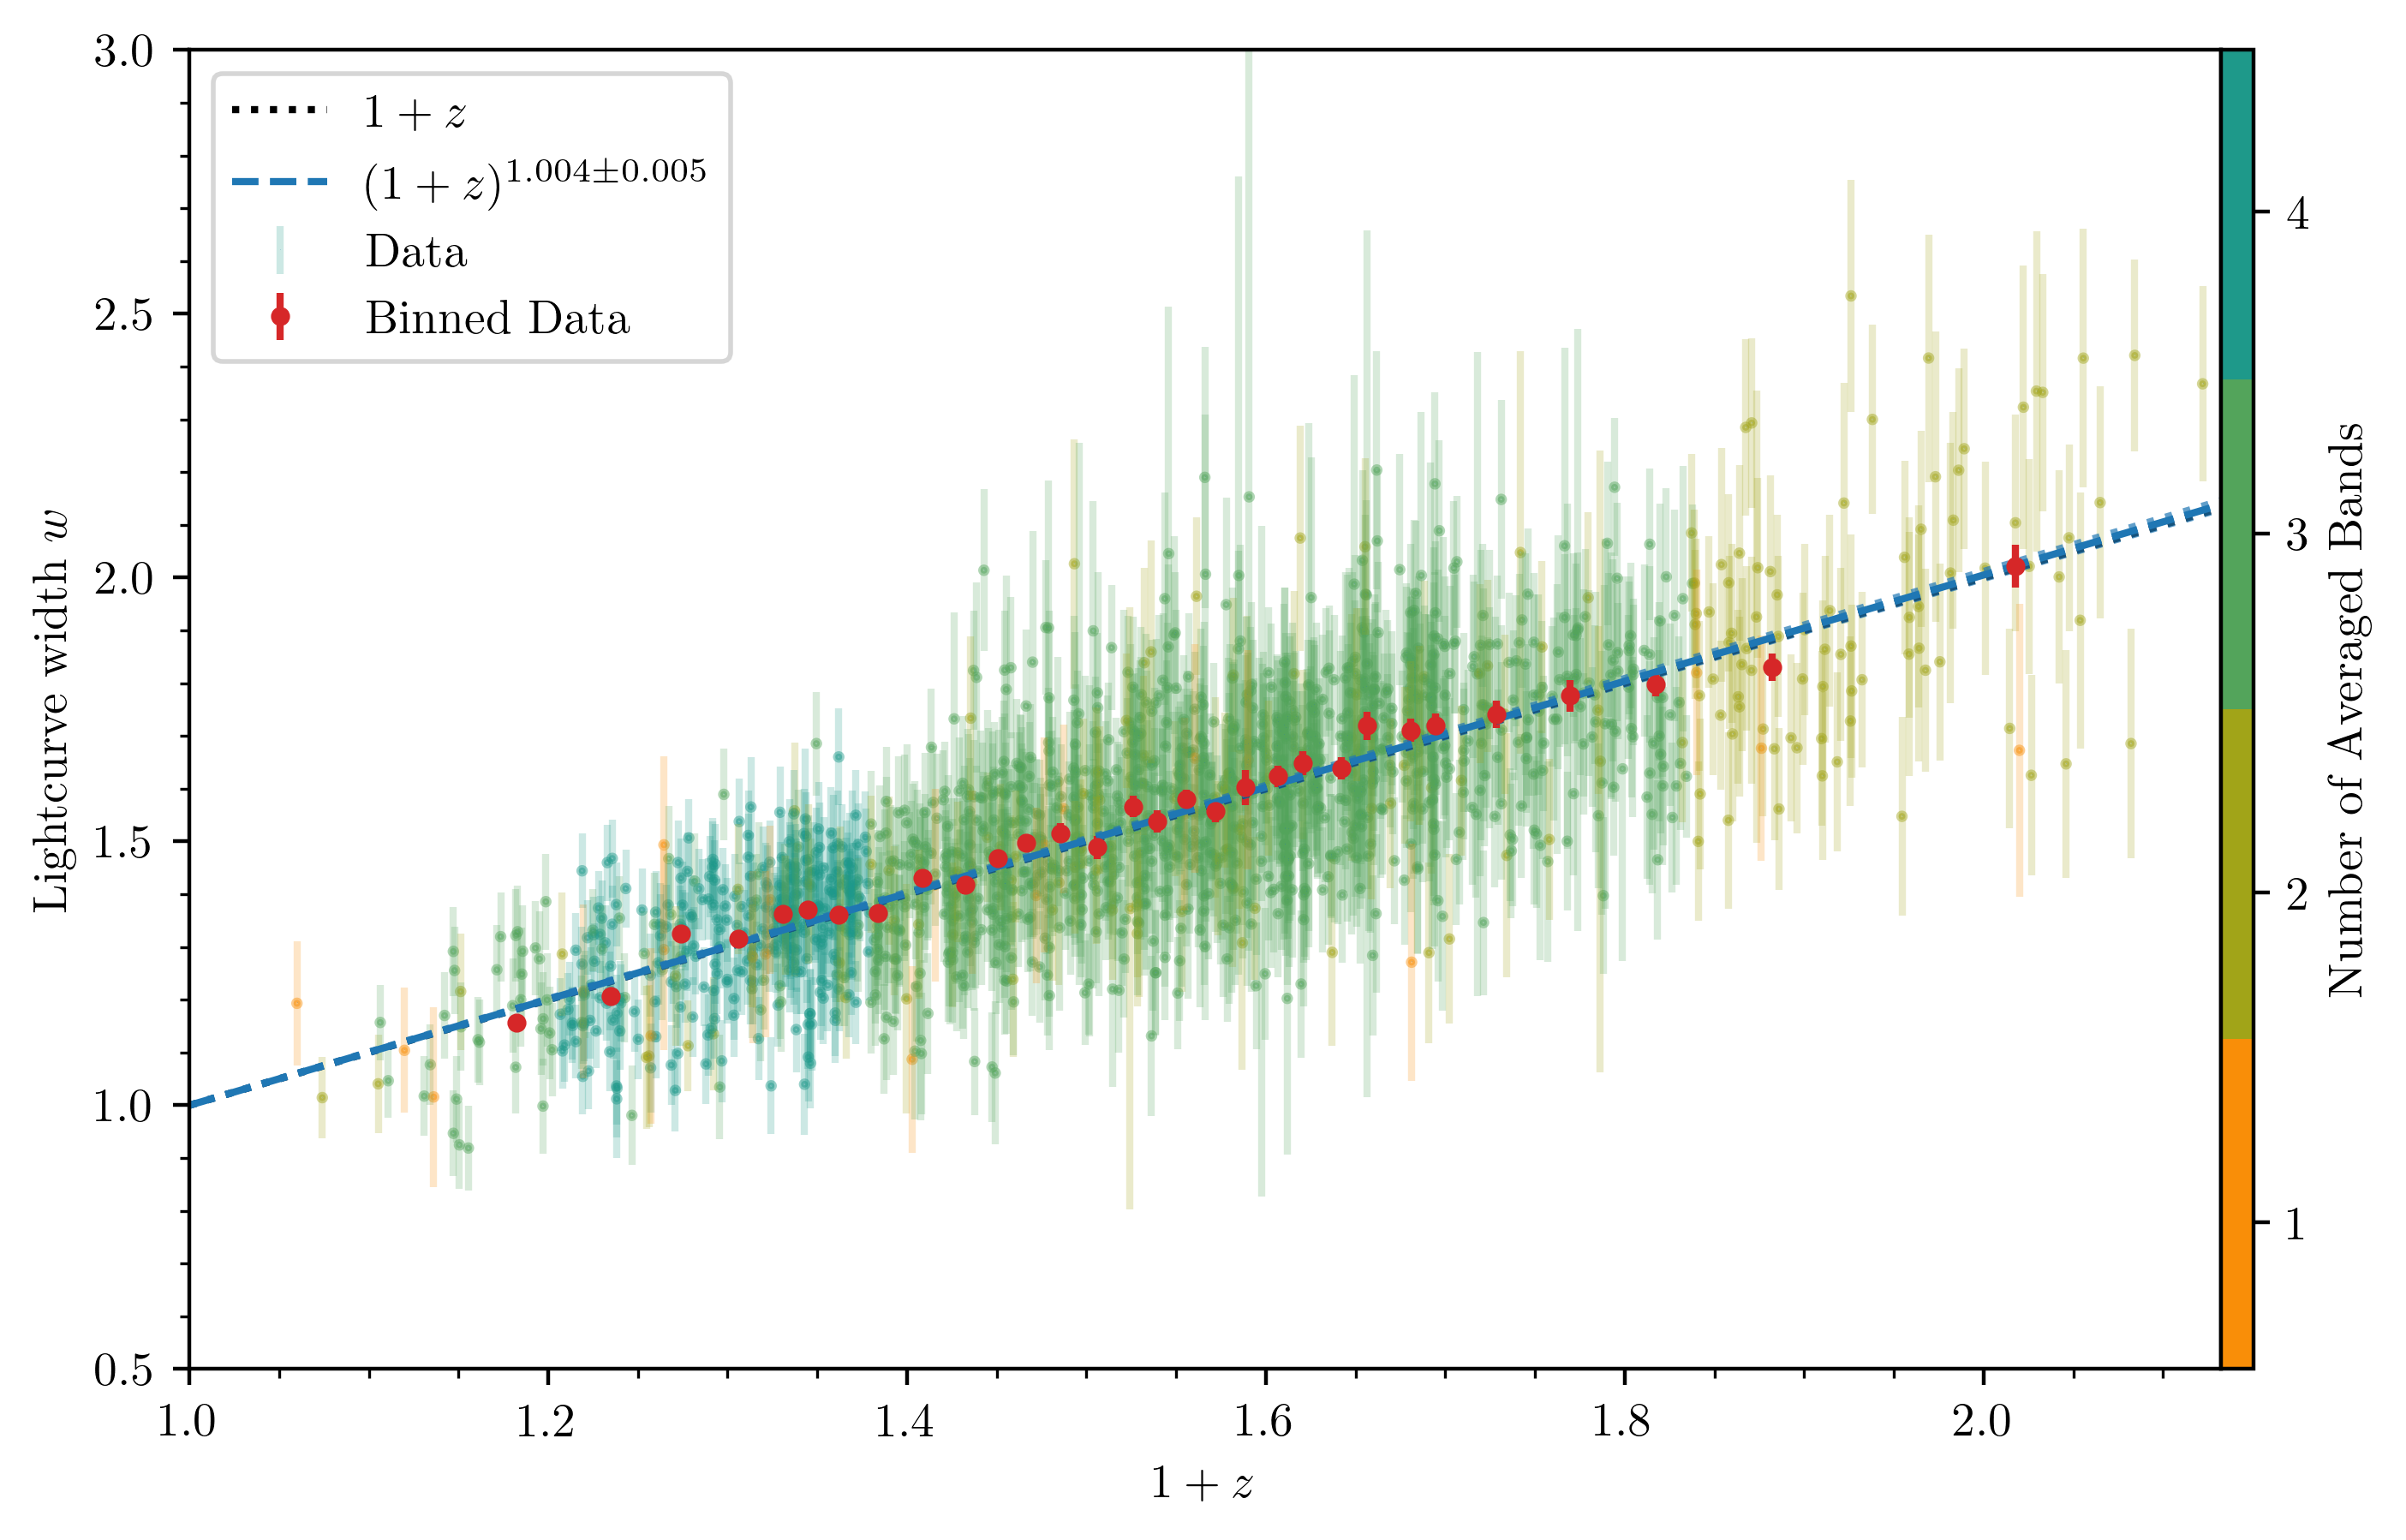 1 + z
(1 + z)^{1.004±0.005}
Data
Binned Data
3.0
2.5
2.0
1.5
1.0
0.5
Lightcurve width w
1.0 1.2 1.4 1.6 1.8 2.0
1 + z
4
3
2
1
Number of Averaged Bands